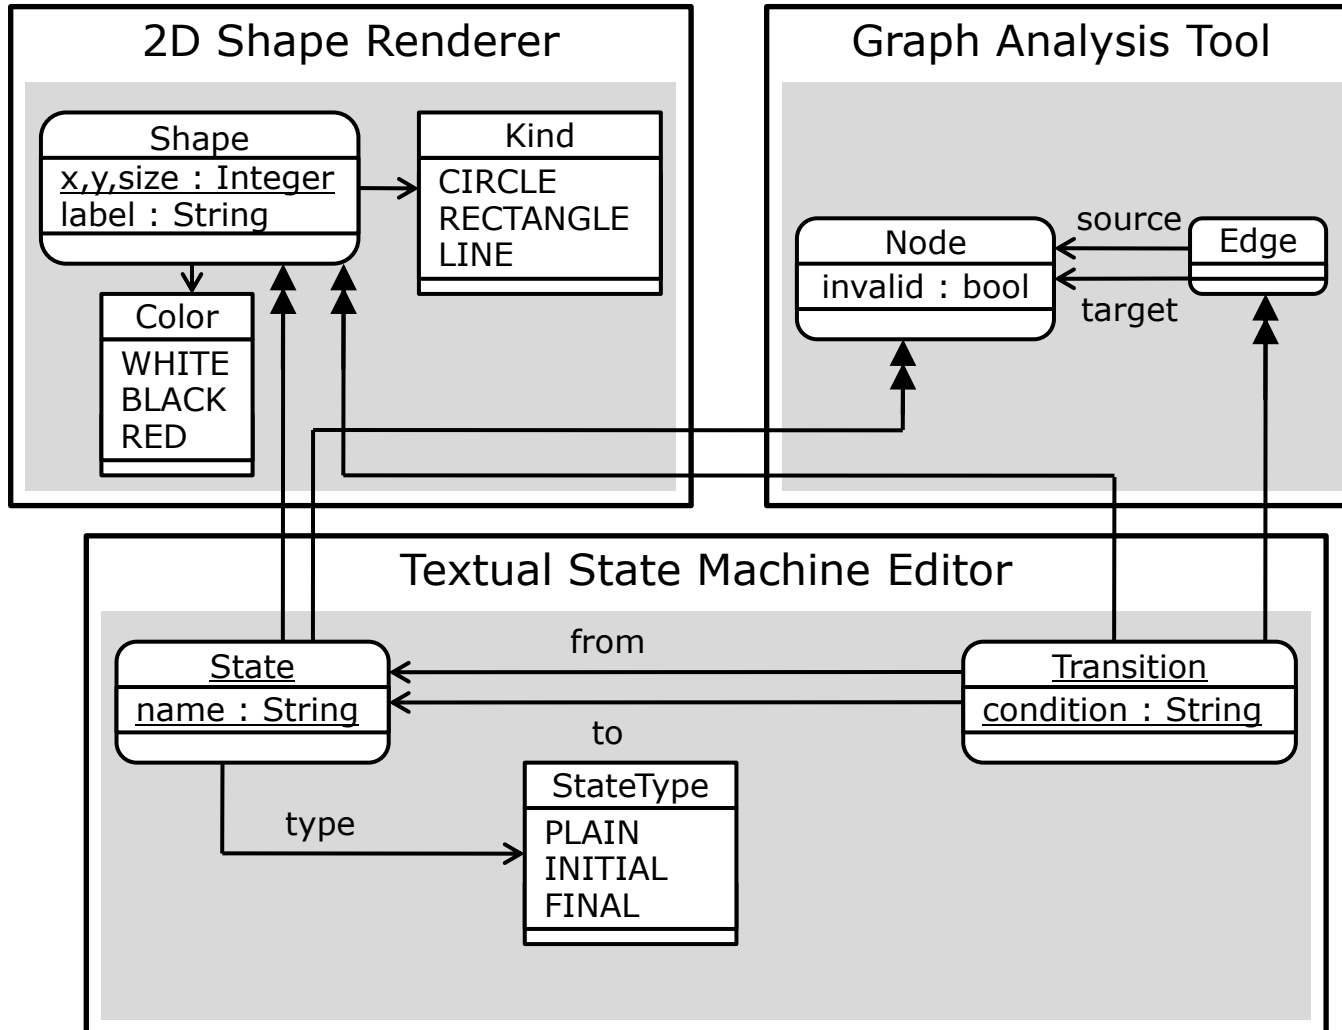 2D Shape Renderer
Shape
x,y,size : Integer
label : String
Kind
CIRCLE
RECTANGLE
LINE
Color
WHITE
BLACK
RED
Graph Analysis Tool
Node
invalid : bool
source
target
Edge
Textual State Machine Editor
State
name : String
from
to
Transition
condition : String
type
StateType
PLAIN
INITIAL
FINAL